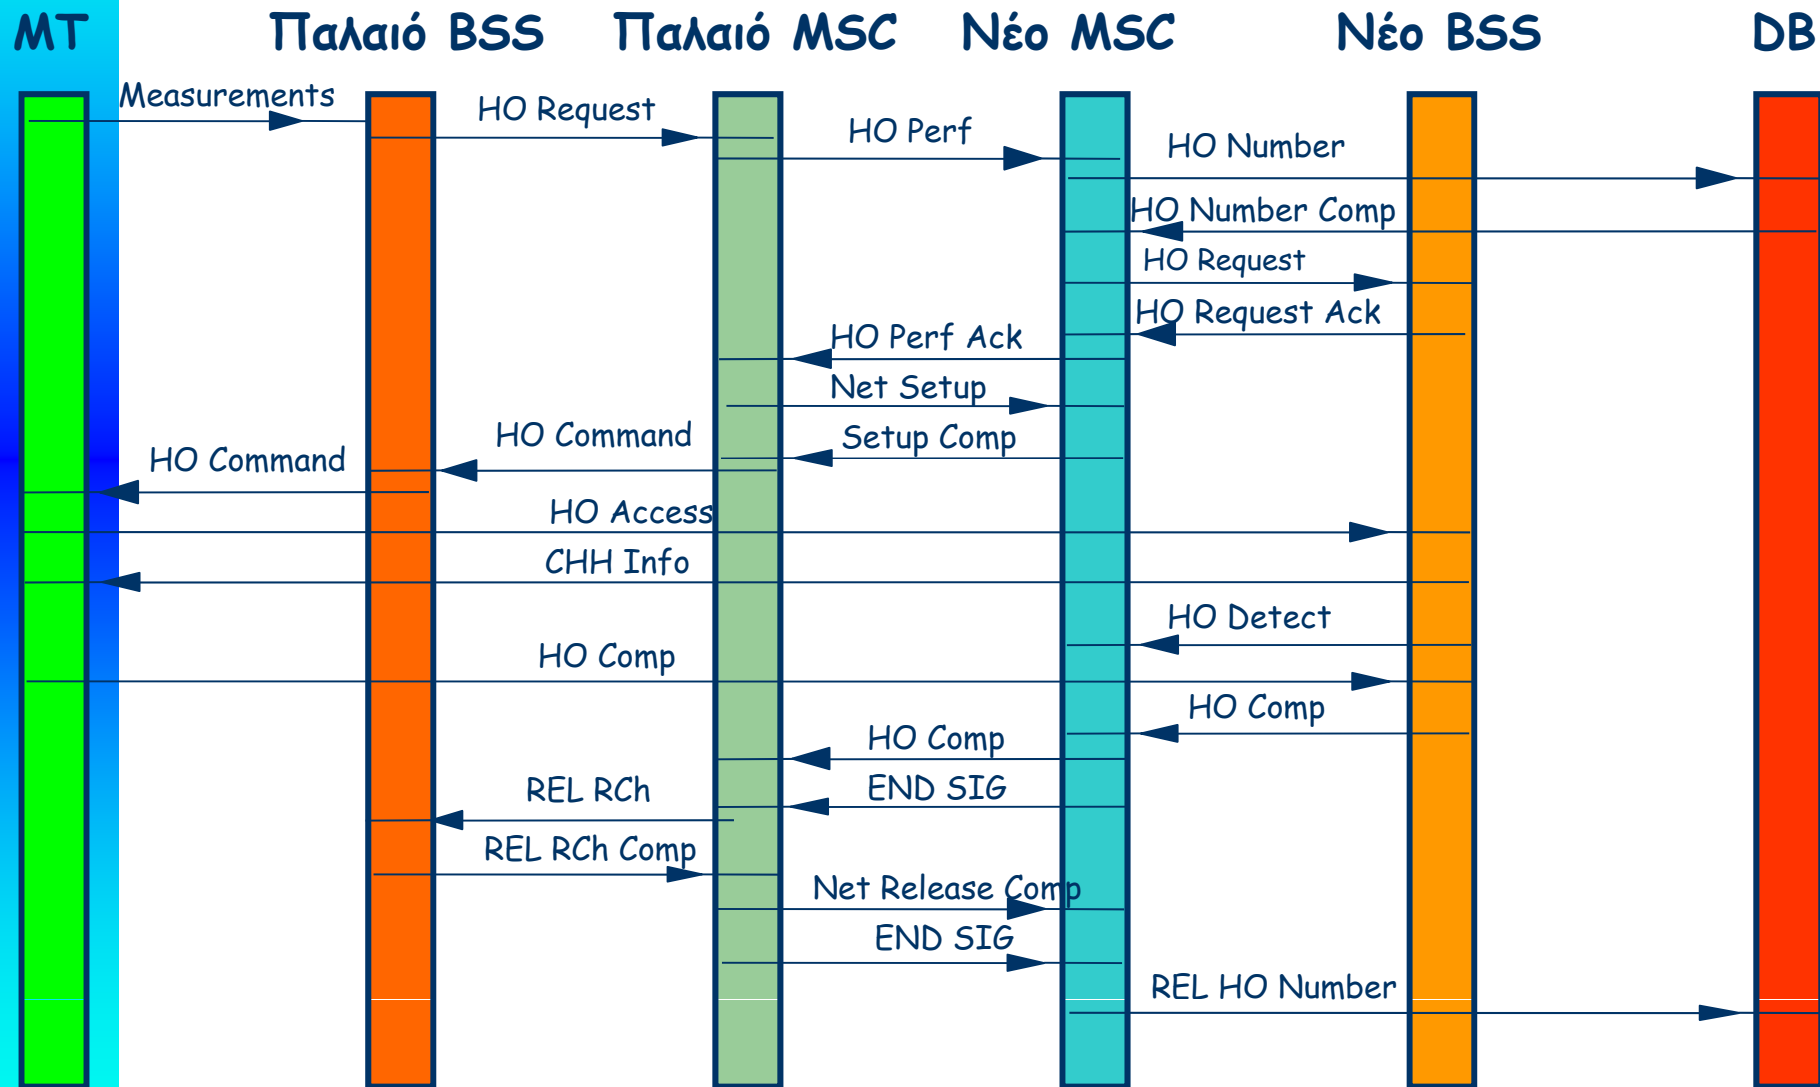 MT Παλαιό BSS Παλαιό MSC Νέο MSC Νέο BSS DB
Measurements
HO Request
HO Perf
HO Number
HO Number Comp
HO Request
HO Request Ack
HO Perf Ack
Net Setup
Setup Comp
HO Command
HO Command
HO Access
CHH Info
HO Detect
HO Comp
HO Comp
HO Comp
END SIG
REL RCh
REL RCh Comp
Net Release Comp
END SIG
REL HO Number